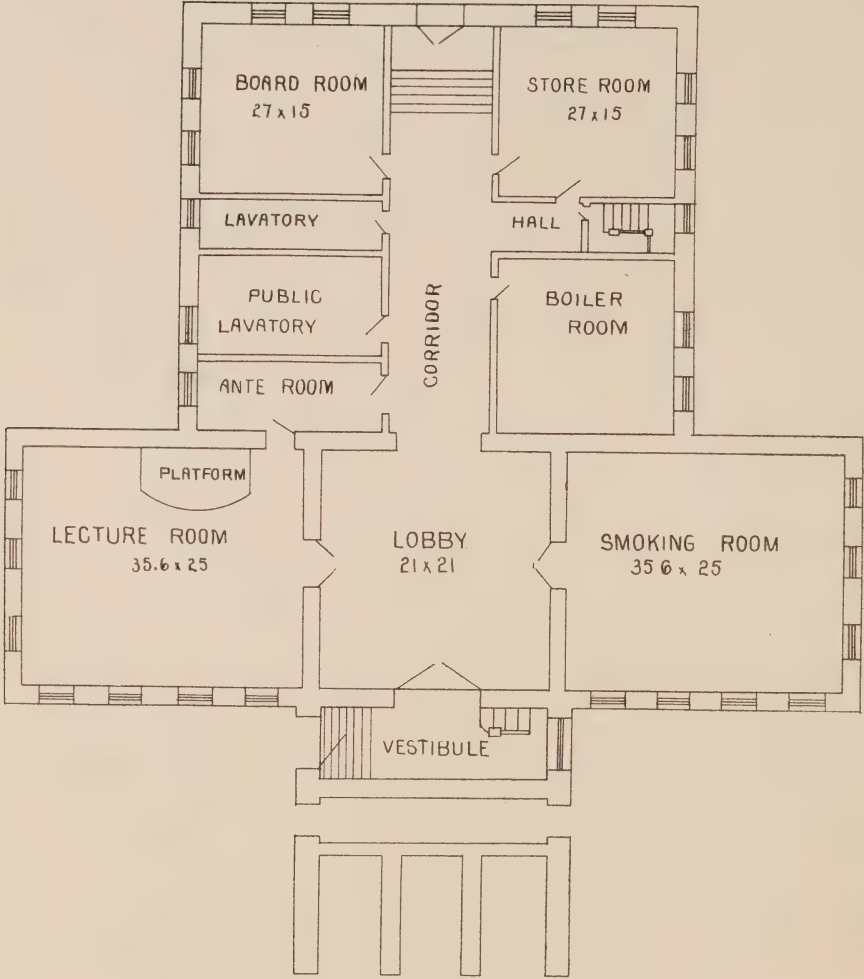 BOARD ROOM
27 x 15
STORE ROOM
27 x 15
LAVATORY
HALL
PUBLIC
LAVATORY
BOILER
ROOM
CORRIDOR
ANTE ROOM
PLATFORM
LECTURE ROOM
35.6 x 25
LOBBY
21 x 21
SMOKING ROOM
35 6 x 25
VESTIBULE